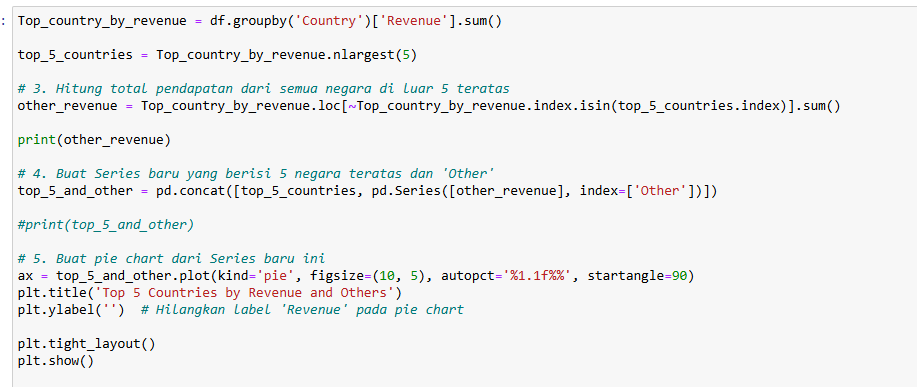 : Top_country_by_revenue = df.groupby('Country')['Revenue'].sum()
top_5_countries = Top_country_by_revenue.nlargest(5)
# 3. Hitung total pendapatan dari semua negara di luar 5 teratas
other_revenue = Top_country_by_revenue.loc[~Top_country_by_revenue.index.isin(top_5_countries.index)].sum()
print(other_revenue)
# 4. Buat Series baru yang berisi 5 negara teratas dan 'Other'
top_5_and_other = pd.concat([top_5_countries, pd.Series([other_revenue], index=['Other'])])
#print(top_5_and_other)
# 5. Buat pie chart dari Series baru ini
ax = top_5_and_other.plot(kind='pie', figsize=(10, 5), autopct='%1.1f%%', startangle=90)
plt.title('Top 5 Countries by Revenue and Others')
plt.ylabel('')  # Hilangkan label 'Revenue' pada pie chart
plt.tight_layout()
plt.show()